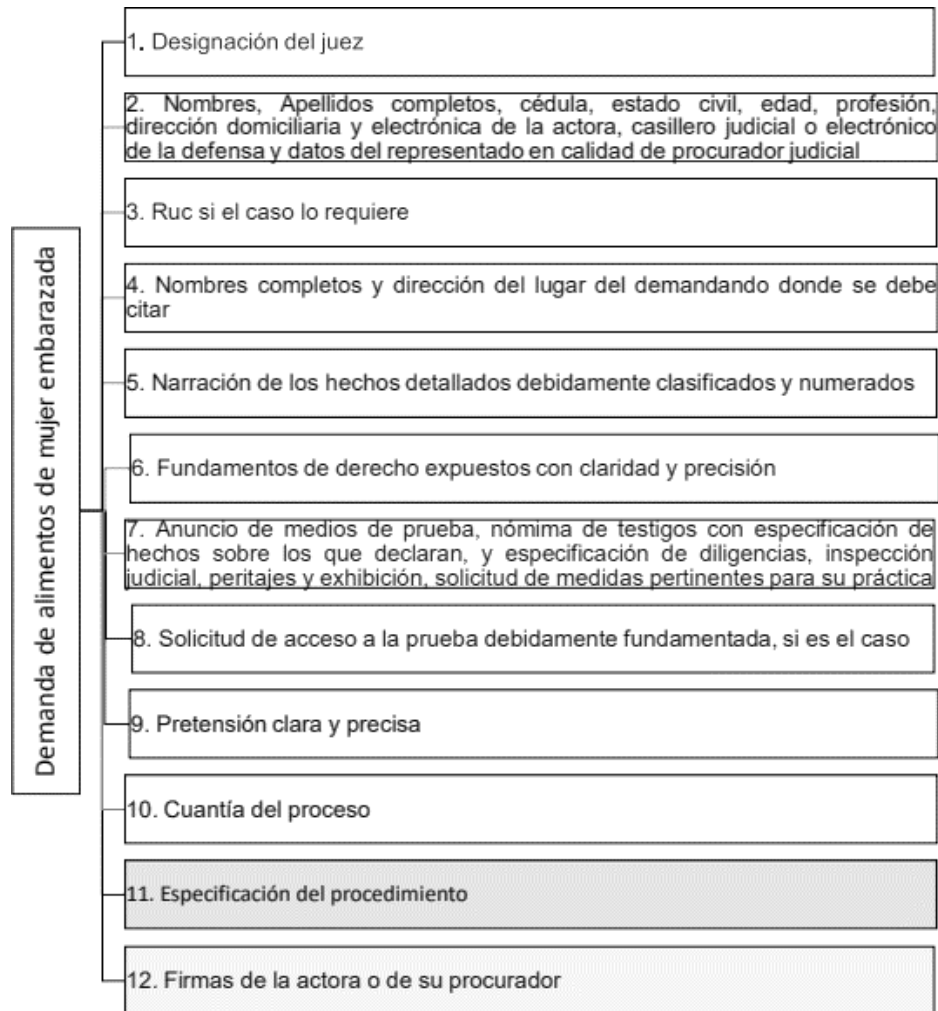 Demanda de alimentos de mujer embarazada
1. Designación del juez
2. Nombres, Apellidos completos, cédula, estado civil, edad, profesión,
dirección domiciliaria y electrónica de la actora, casillero judicial o electrónico
de la defensa y datos del representado en calidad de procurador judicial
3. Ruc si el caso lo requiere
4. Nombres completos y dirección del lugar del demandando donde se debe
citar
5. Narración de los hechos detallados debidamente clasificados y numerados
6. Fundamentos de derecho expuestos con claridad y precisión
7. Anuncio de medios de prueba, nómima de testigos con especificación de
hechos sobre los que declaran, y especificación de diligencias, inspección
judicial, peritajes y exhibición, solicitud de medidas pertinentes para su práctica
8. Solicitud de acceso a la prueba debidamente fundamentada, si es el caso
9. Pretensión clara y precisa
10. Cuantía del proceso
11. Especificación del procedimiento
12. Firmas de la actora o de su procurador